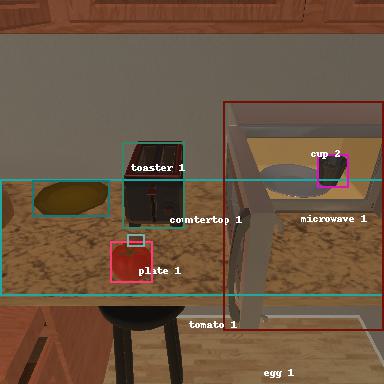 cup 2
toaster 1
countertop 1
microwave 1
plate 1
tomato 1
egg 1